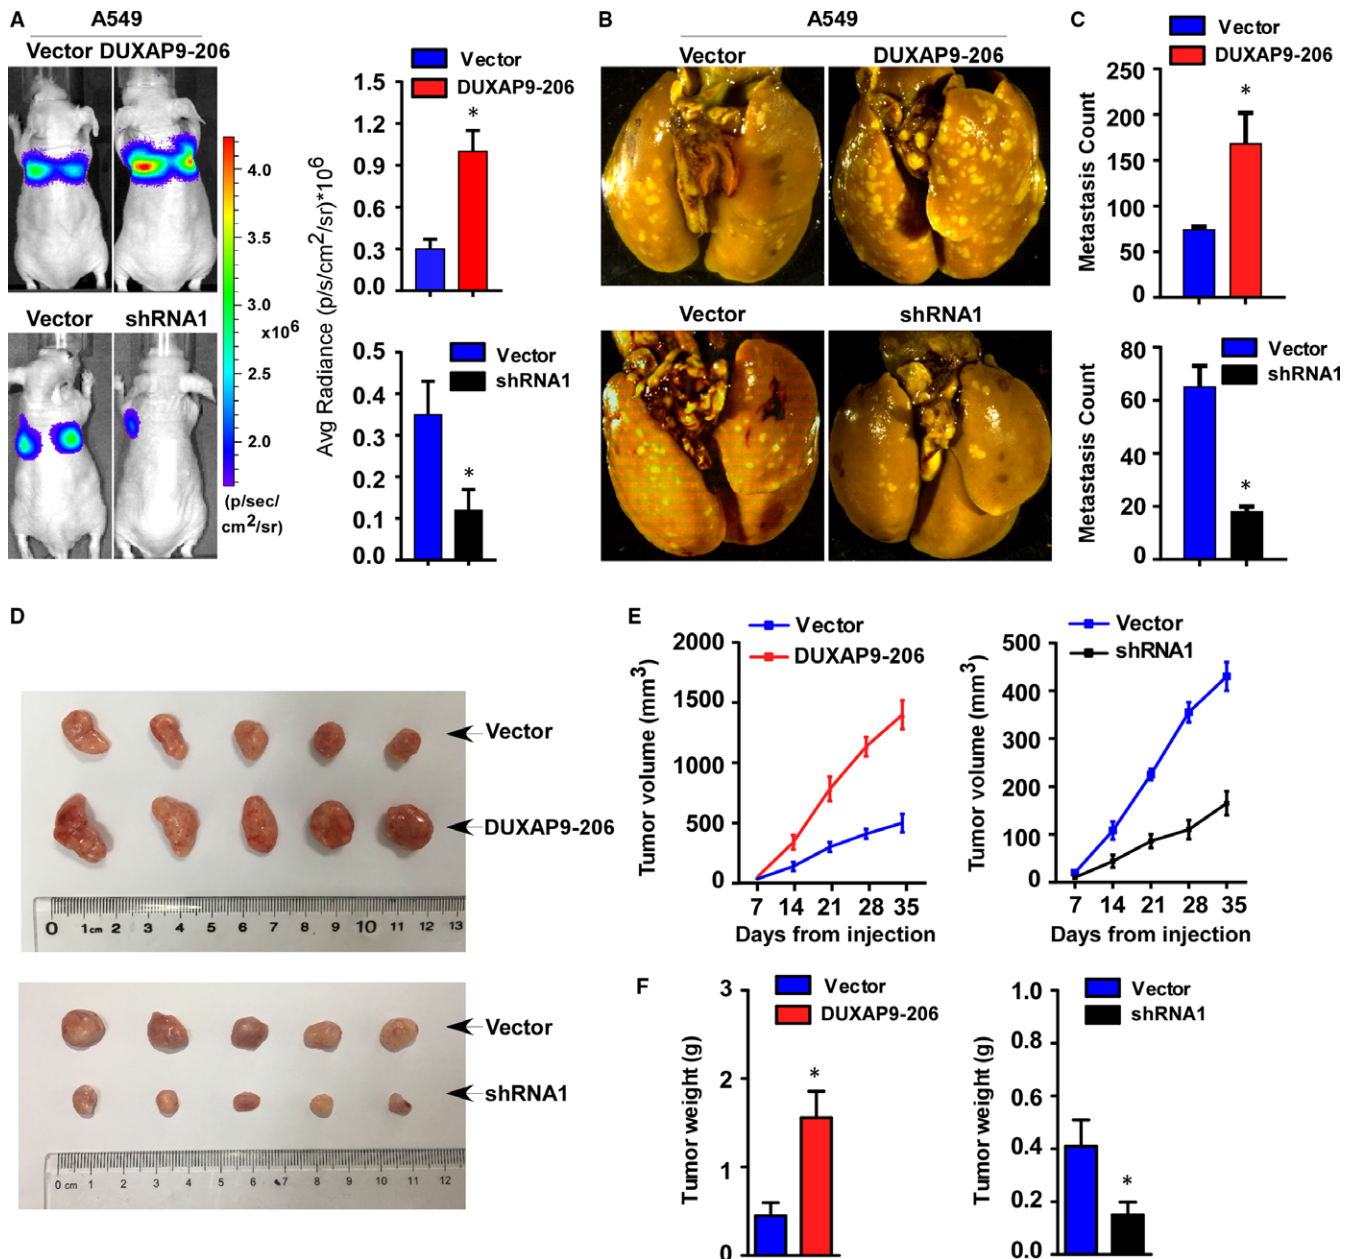 A
A549
Vector DUXAP9-206
4.0
3.5
3.0
x10⁶
2.5
2.0
(p/sec/
cm²/sr)
Vector
shRNA1
Vector
DUXAP9-206
Avg Radiance (p/s/cm²/sr)*10⁶
1.5
*
1.2
0.9
0.6
0.3
0.0
Vector
shRNA1
0.5
0.4
0.3
0.2
*
0.1
0.0
B
A549
Vector
DUXAP9-206
Vector
shRNA1
C
Vector
DUXAP9-206
Metastasis Count
250
*
200
150
100
50
0
Vector
shRNA1
Metastasis Count
80
60
40
*
20
0
D
Vector
DUXAP9-206
0 1cm 2 3 4 5 6 7 8 9 10 11 12 13
Vector
shRNA1
0 cm 1 2 3 4 5 6 7 8 9 10 11 12
E
Vector
DUXAP9-206
Tumor volume (mm³)
2000
1500
1000
500
0
7 14 21 28 35
Days from injection
Vector
shRNA1
Tumor volume (mm³)
500
400
300
200
100
0
7 14 21 28 35
Days from injection
F
Vector
DUXAP9-206
Tumor weight (g)
3
2
*
1
0
Vector
shRNA1
Tumor weight (g)
1.0
0.8
0.6
0.4
*
0.2
0.0